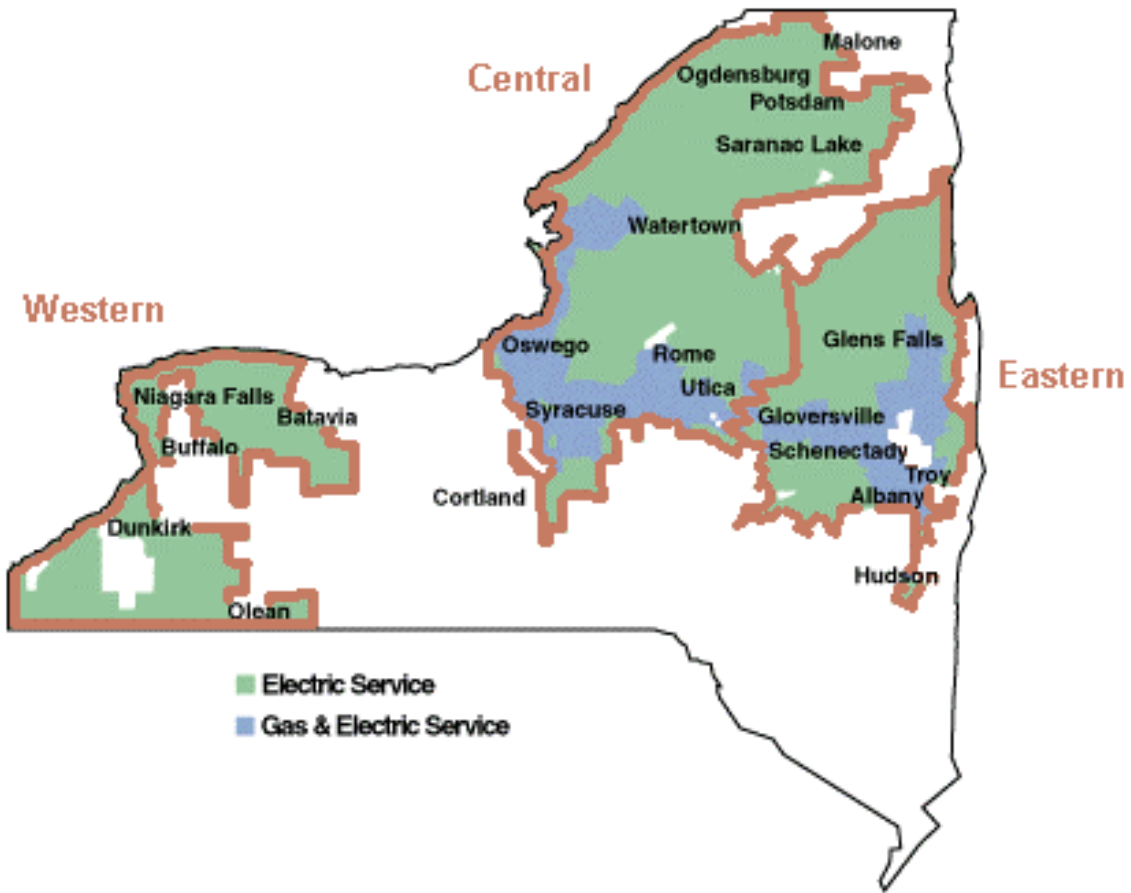 Malone
Central
Ogdensburg
Potsdam
Saranac Lake
Watertown
Western
Oswego
Rome
Glens Falls
Eastern
Utica
Niagara Falls
Batavia
Syracuse
Gloversville
Buffalo
Schenectady
Troy
Cortland
Albany
Dunkirk
Hudson
Olean
Electric Service
Gas & Electric Service